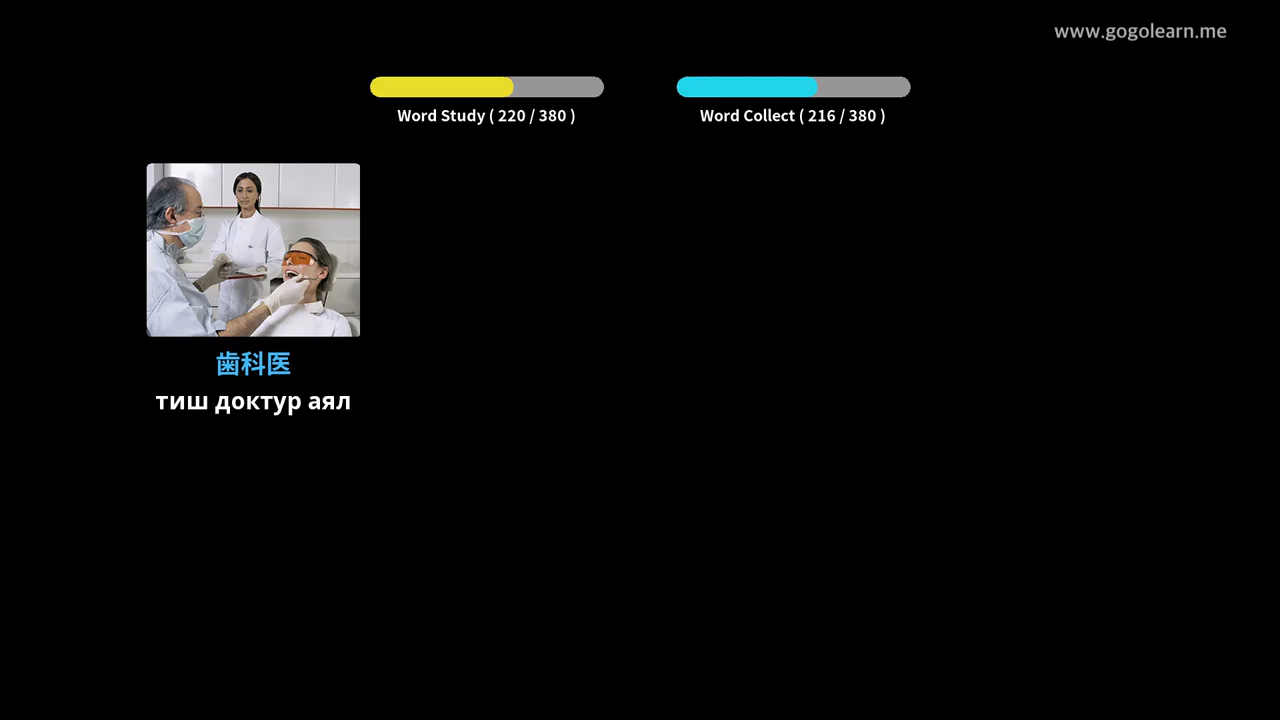 www.gogolearn.me
Word Study ( 220 / 380 )
Word Collect ( 216 / 380 )
歯科医
тиш доктур аял